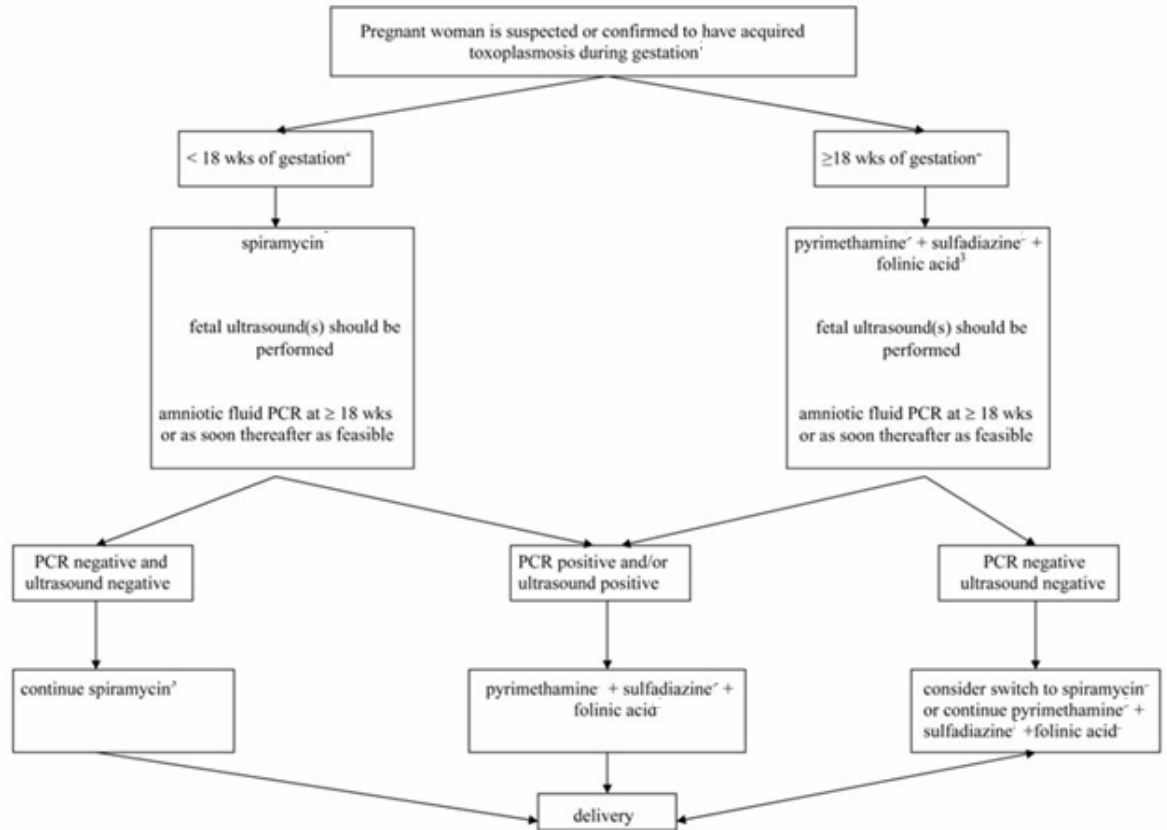 Pregnant woman is suspected or confirmed to have acquired
toxoplasmosis during gestation
< 18 wks of gestation
≥18 wks of gestation
spiramycin
fetal ultrasound(s) should be
performed
amniotic fluid PCR at ≥ 18 wks
or as soon thereafter as feasible
pyrimethamine + sulfadiazine +
folinic acid³
fetal ultrasound(s) should be
performed
amniotic fluid PCR at ≥ 18 wks
or as soon thereafter as feasible
PCR negative and
ultrasound negative
PCR positive and/or
ultrasound positive
PCR negative
ultrasound negative
continue spiramycin
pyrimethamine + sulfadiazine +
folinic acid
consider switch to spiramycin
or continue pyrimethamine +
sulfadiazine +folinic acid
delivery